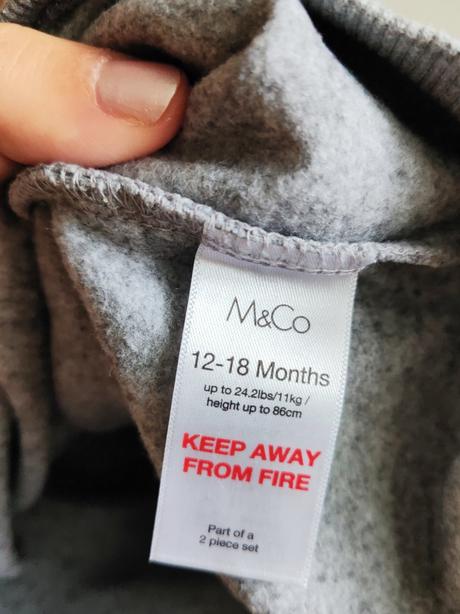 M&Co
12-18 Months
up to 24.2lbs/11kg /
height up to 86cm
KEEP AWAY
FROM FIRE
Part of a
2 piece set